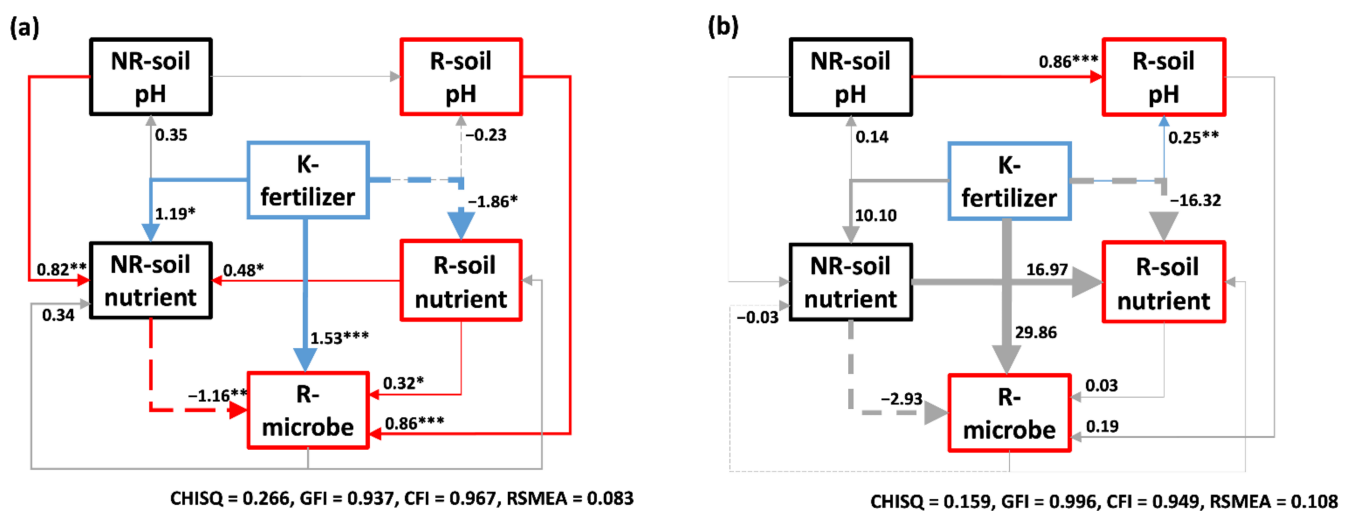 (a)
NR-soil
pH
R-soil
pH
0.35
−0.23
K-
fertilizer
1.19*
−1.86*
NR-soil
nutrient
R-soil
nutrient
0.82**
0.48*
0.34
1.53***
−1.16**
0.32*
R-
microbe
0.86***
CHISQ = 0.266, GFI = 0.937, CFI = 0.967, RSMEA = 0.083
(b)
NR-soil
pH
0.86***
R-soil
pH
0.14
0.25**
K-
fertilizer
10.10
−16.32
NR-soil
nutrient
16.97
R-soil
nutrient
−0.03
29.86
−2.93
0.03
R-
microbe
0.19
CHISQ = 0.159, GFI = 0.996, CFI = 0.949, RSMEA = 0.108